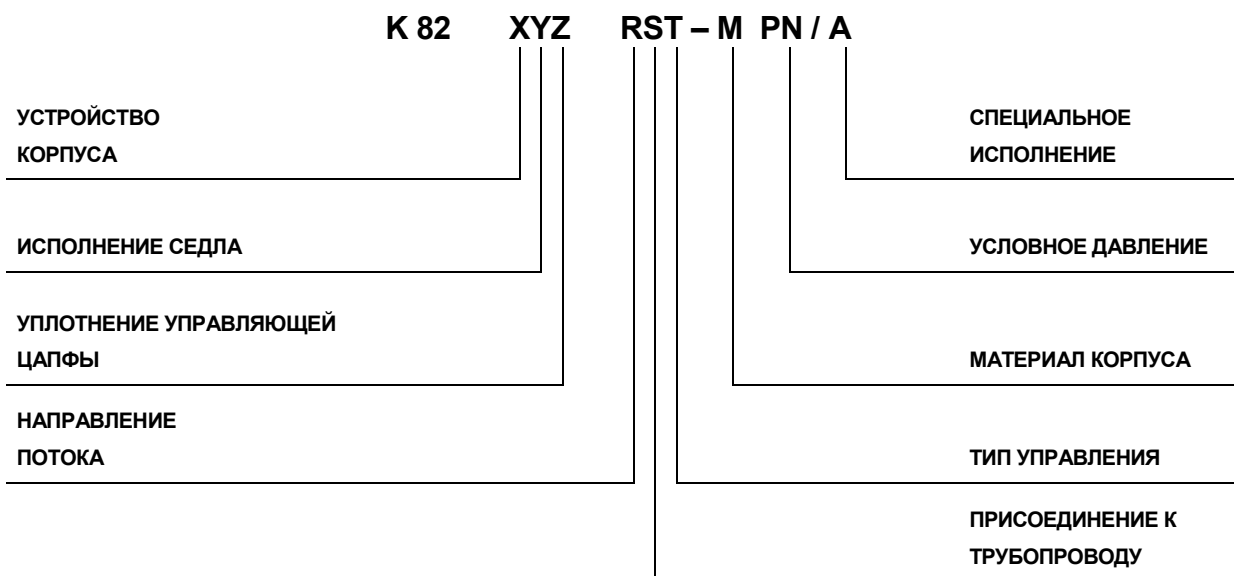 K 82 XYZ RST – M PN / A
УСТРОЙСТВО
КОРПУСА
СПЕЦИАЛЬНОЕ
ИСПОЛНЕНИЕ
ИСПОЛНЕНИЕ СЕДЛА
УСЛОВНОЕ ДАВЛЕНИЕ
УПЛОТНЕНИЕ УПРАВЛЯЮЩЕЙ
ЦАПФЫ
МАТЕРИАЛ КОРПУСА
НАПРАВЛЕНИЕ
ПОТОКА
ТИП УПРАВЛЕНИЯ
ПРИСОЕДИНЕНИЕ К
ТРУБОПРОВОДУ